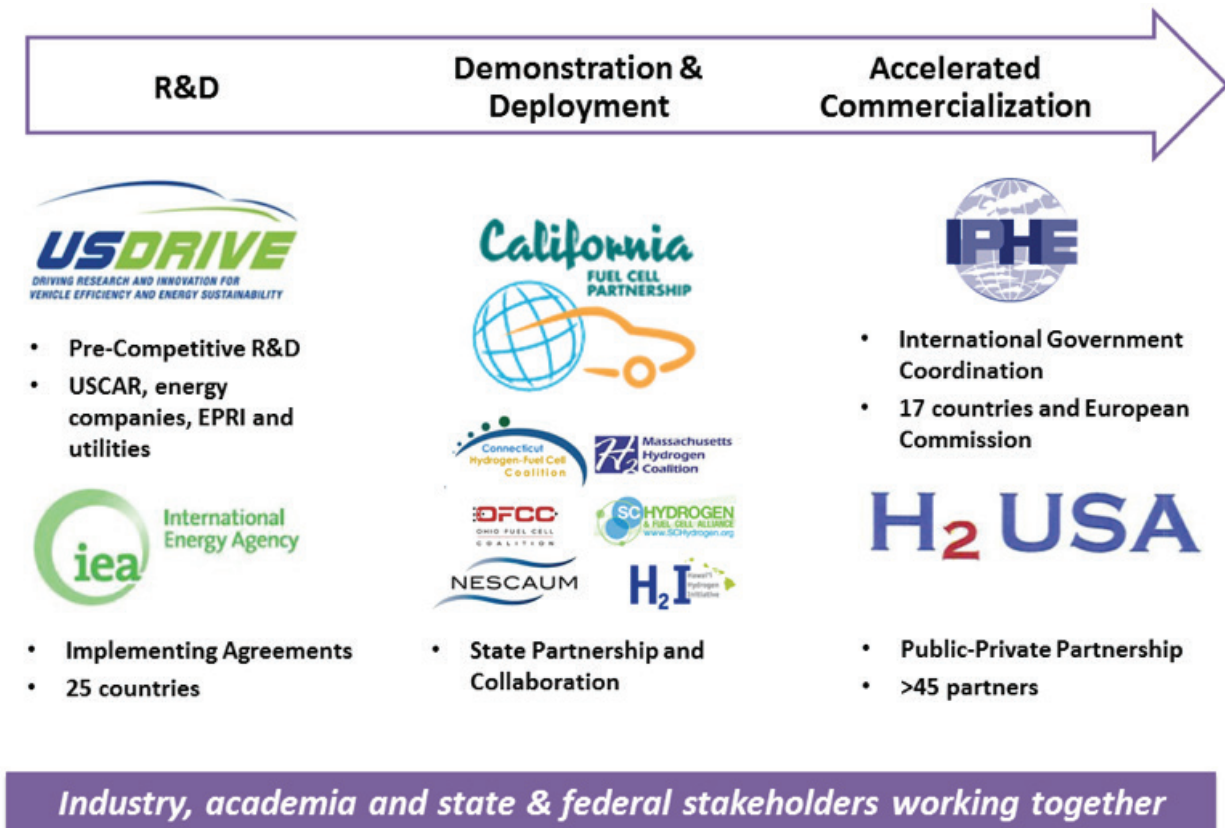 R&D
Demonstration &
Deployment
Accelerated
Commercialization
USDRIVE
DRIVING RESEARCH AND INNOVATION FOR
VEHICLE EFFICIENCY AND ENERGY SUSTAINABILITY
• Pre-Competitive R&D
• USCAR, energy
companies, EPRI and
utilities
iea
International
Energy Agency
• Implementing Agreements
• 25 countries
California
FUEL CELL
PARTNERSHIP
Connecticut
Hydrogen-Fuel Cell
Coalition
H2
Massachusetts
Hydrogen
Coalition
OFCC
OHIO FUEL CELL
COALITION
SC HYDROGEN
& FUEL CELL ALLIANCE
www.SCHydrogen.org
NESCAUM
H2I
Hawai'i
Hydrogen
Initiative
• State Partnership and
Collaboration
IPHE
• International Government
Coordination
• 17 countries and European
Commission
H2 USA
• Public-Private Partnership
• >45 partners
Industry, academia and state & federal stakeholders working together